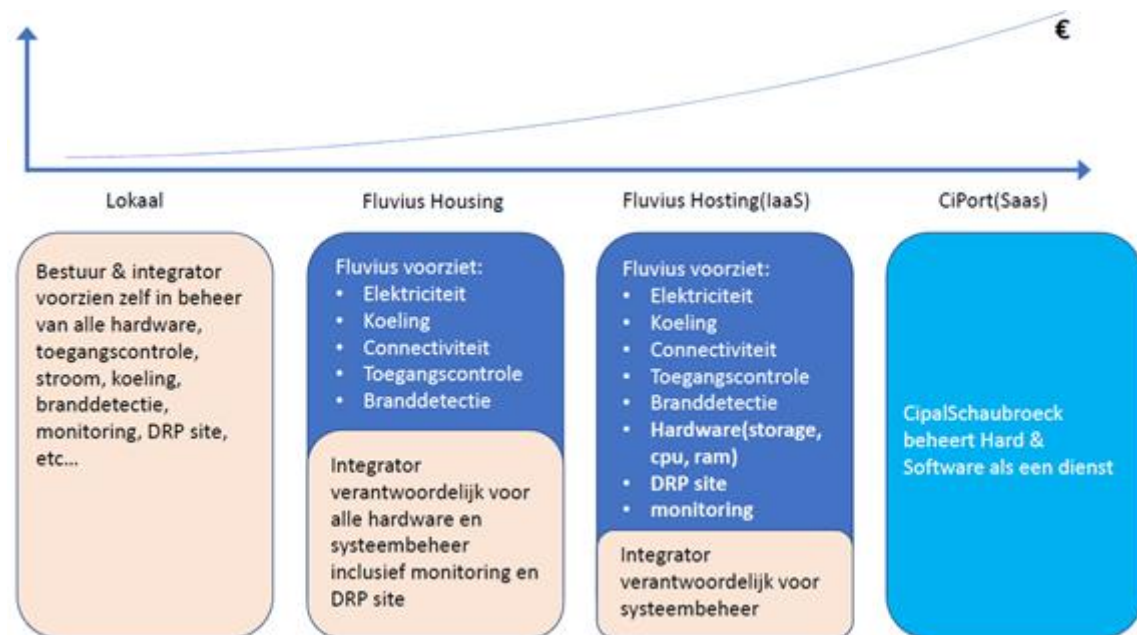 €
Lokaal
Fluvius Housing
Fluvius Hosting(IaaS)
CiPort(Saas)
Bestuur & integrator
voorzien zelf in beheer
van alle hardware,
toegangscontrole,
stroom, koeling,
branddetectie,
monitoring, DRP site,
etc…
Fluvius voorziet:
• Elektriciteit
• Koeling
• Connectiviteit
• Toegangscontrole
• Branddetectie
Integrator
verantwoordelijk voor
alle hardware en
systeembeheer
inclusief monitoring en
DRP site
Fluvius voorziet:
• Elektriciteit
• Koeling
• Connectiviteit
• Toegangscontrole
• Branddetectie
• Hardware(storage,
cpu, ram)
• DRP site
• monitoring
Integrator
verantwoordelijk voor
systeembeheer
CipalSchaubroeck
beheert Hard &
Software als een dienst